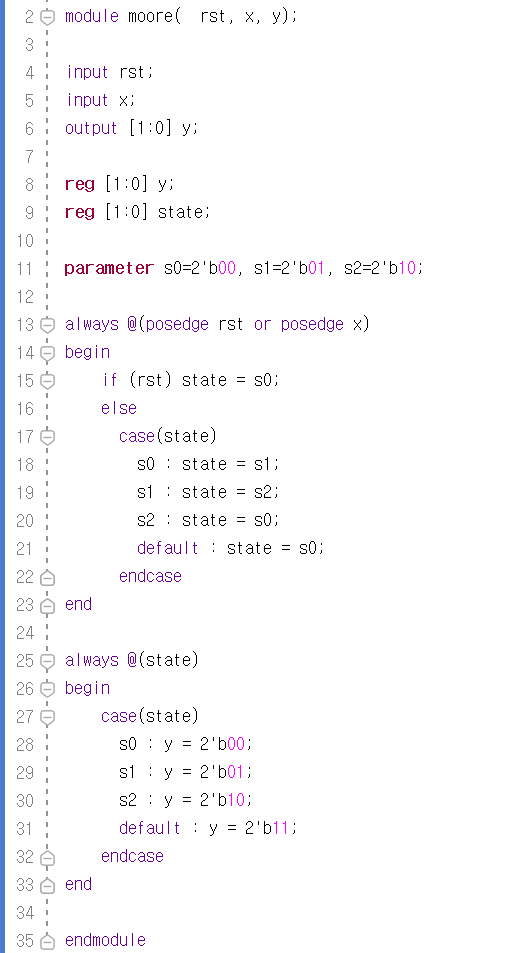 2 module moore(  rst, x, y);
3
4 input rst;
5 input x;
6 output [1:0] y;
7
8 reg [1:0] y;
9 reg [1:0] state;
10
11 parameter s0=2'b00, s1=2'b01, s2=2'b10;
12
13 always @(posedge rst or posedge x)
14 begin
15     if (rst) state = s0;
16     else
17       case(state)
18         s0 : state = s1;
19         s1 : state = s2;
20         s2 : state = s0;
21         default : state = s0;
22       endcase
23 end
24
25 always @(state)
26 begin
27     case(state)
28       s0 : y = 2'b00;
29       s1 : y = 2'b01;
30       s2 : y = 2'b10;
31       default : y = 2'b11;
32     endcase
33 end
34
35 endmodule